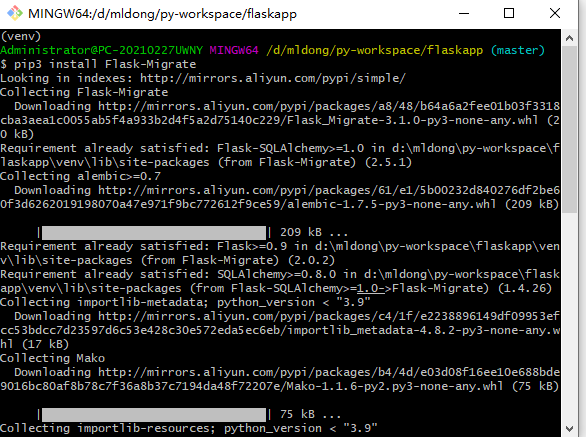 MINGW64:/d/mldong/py-workspace/flaskapp
(venv)
Administrator@PC-20210227UWNY MINGW64 /d/mldong/py-workspace/flaskapp (master)
$ pip3 install Flask-Migrate
Looking in indexes: http://mirrors.aliyun.com/pypi/simple/
Collecting Flask-Migrate
  Downloading http://mirrors.aliyun.com/pypi/packages/a8/48/b64a6a2fee01b03f3318
cba3aea1c0055ab5f4a933b2d4f5a2d75140c229/Flask_Migrate-3.1.0-py3-none-any.whl (2
0 kB)
Requirement already satisfied: Flask-SQLAlchemy>=1.0 in d:\mldong\py-workspace\f
laskapp\venv\lib\site-packages (from Flask-Migrate) (2.5.1)
Collecting alembic>=0.7
  Downloading http://mirrors.aliyun.com/pypi/packages/61/e1/5b00232d840276df2be6
0f3d6262019198070a47e971f9bc772612f9ce59/alembic-1.7.5-py3-none-any.whl (209 kB)
     |                                | 209 kB ...
Requirement already satisfied: Flask>=0.9 in d:\mldong\py-workspace\flaskapp\ven
v\lib\site-packages (from Flask-Migrate) (2.0.2)
Requirement already satisfied: SQLAlchemy>=0.8.0 in d:\mldong\py-workspace\flask
app\venv\lib\site-packages (from Flask-SQLAlchemy>=1.0->Flask-Migrate) (1.4.26)
Collecting importlib-metadata; python_version < "3.9"
  Downloading http://mirrors.aliyun.com/pypi/packages/c4/1f/e2238896149df09953ef
cc53bdcc7d23597d6c53e428c30e572eda5ec6eb/importlib_metadata-4.8.2-py3-none-any.w
hl (17 kB)
Collecting Mako
  Downloading http://mirrors.aliyun.com/pypi/packages/b4/4d/e03d08f16ee10e688bde
9016bc80af8b78c7f36a8b37c7194da48f72207e/Mako-1.1.6-py2.py3-none-any.whl (75 kB)
     |                                | 75 kB ...
Collecting importlib-resources; python_version < "3.9"